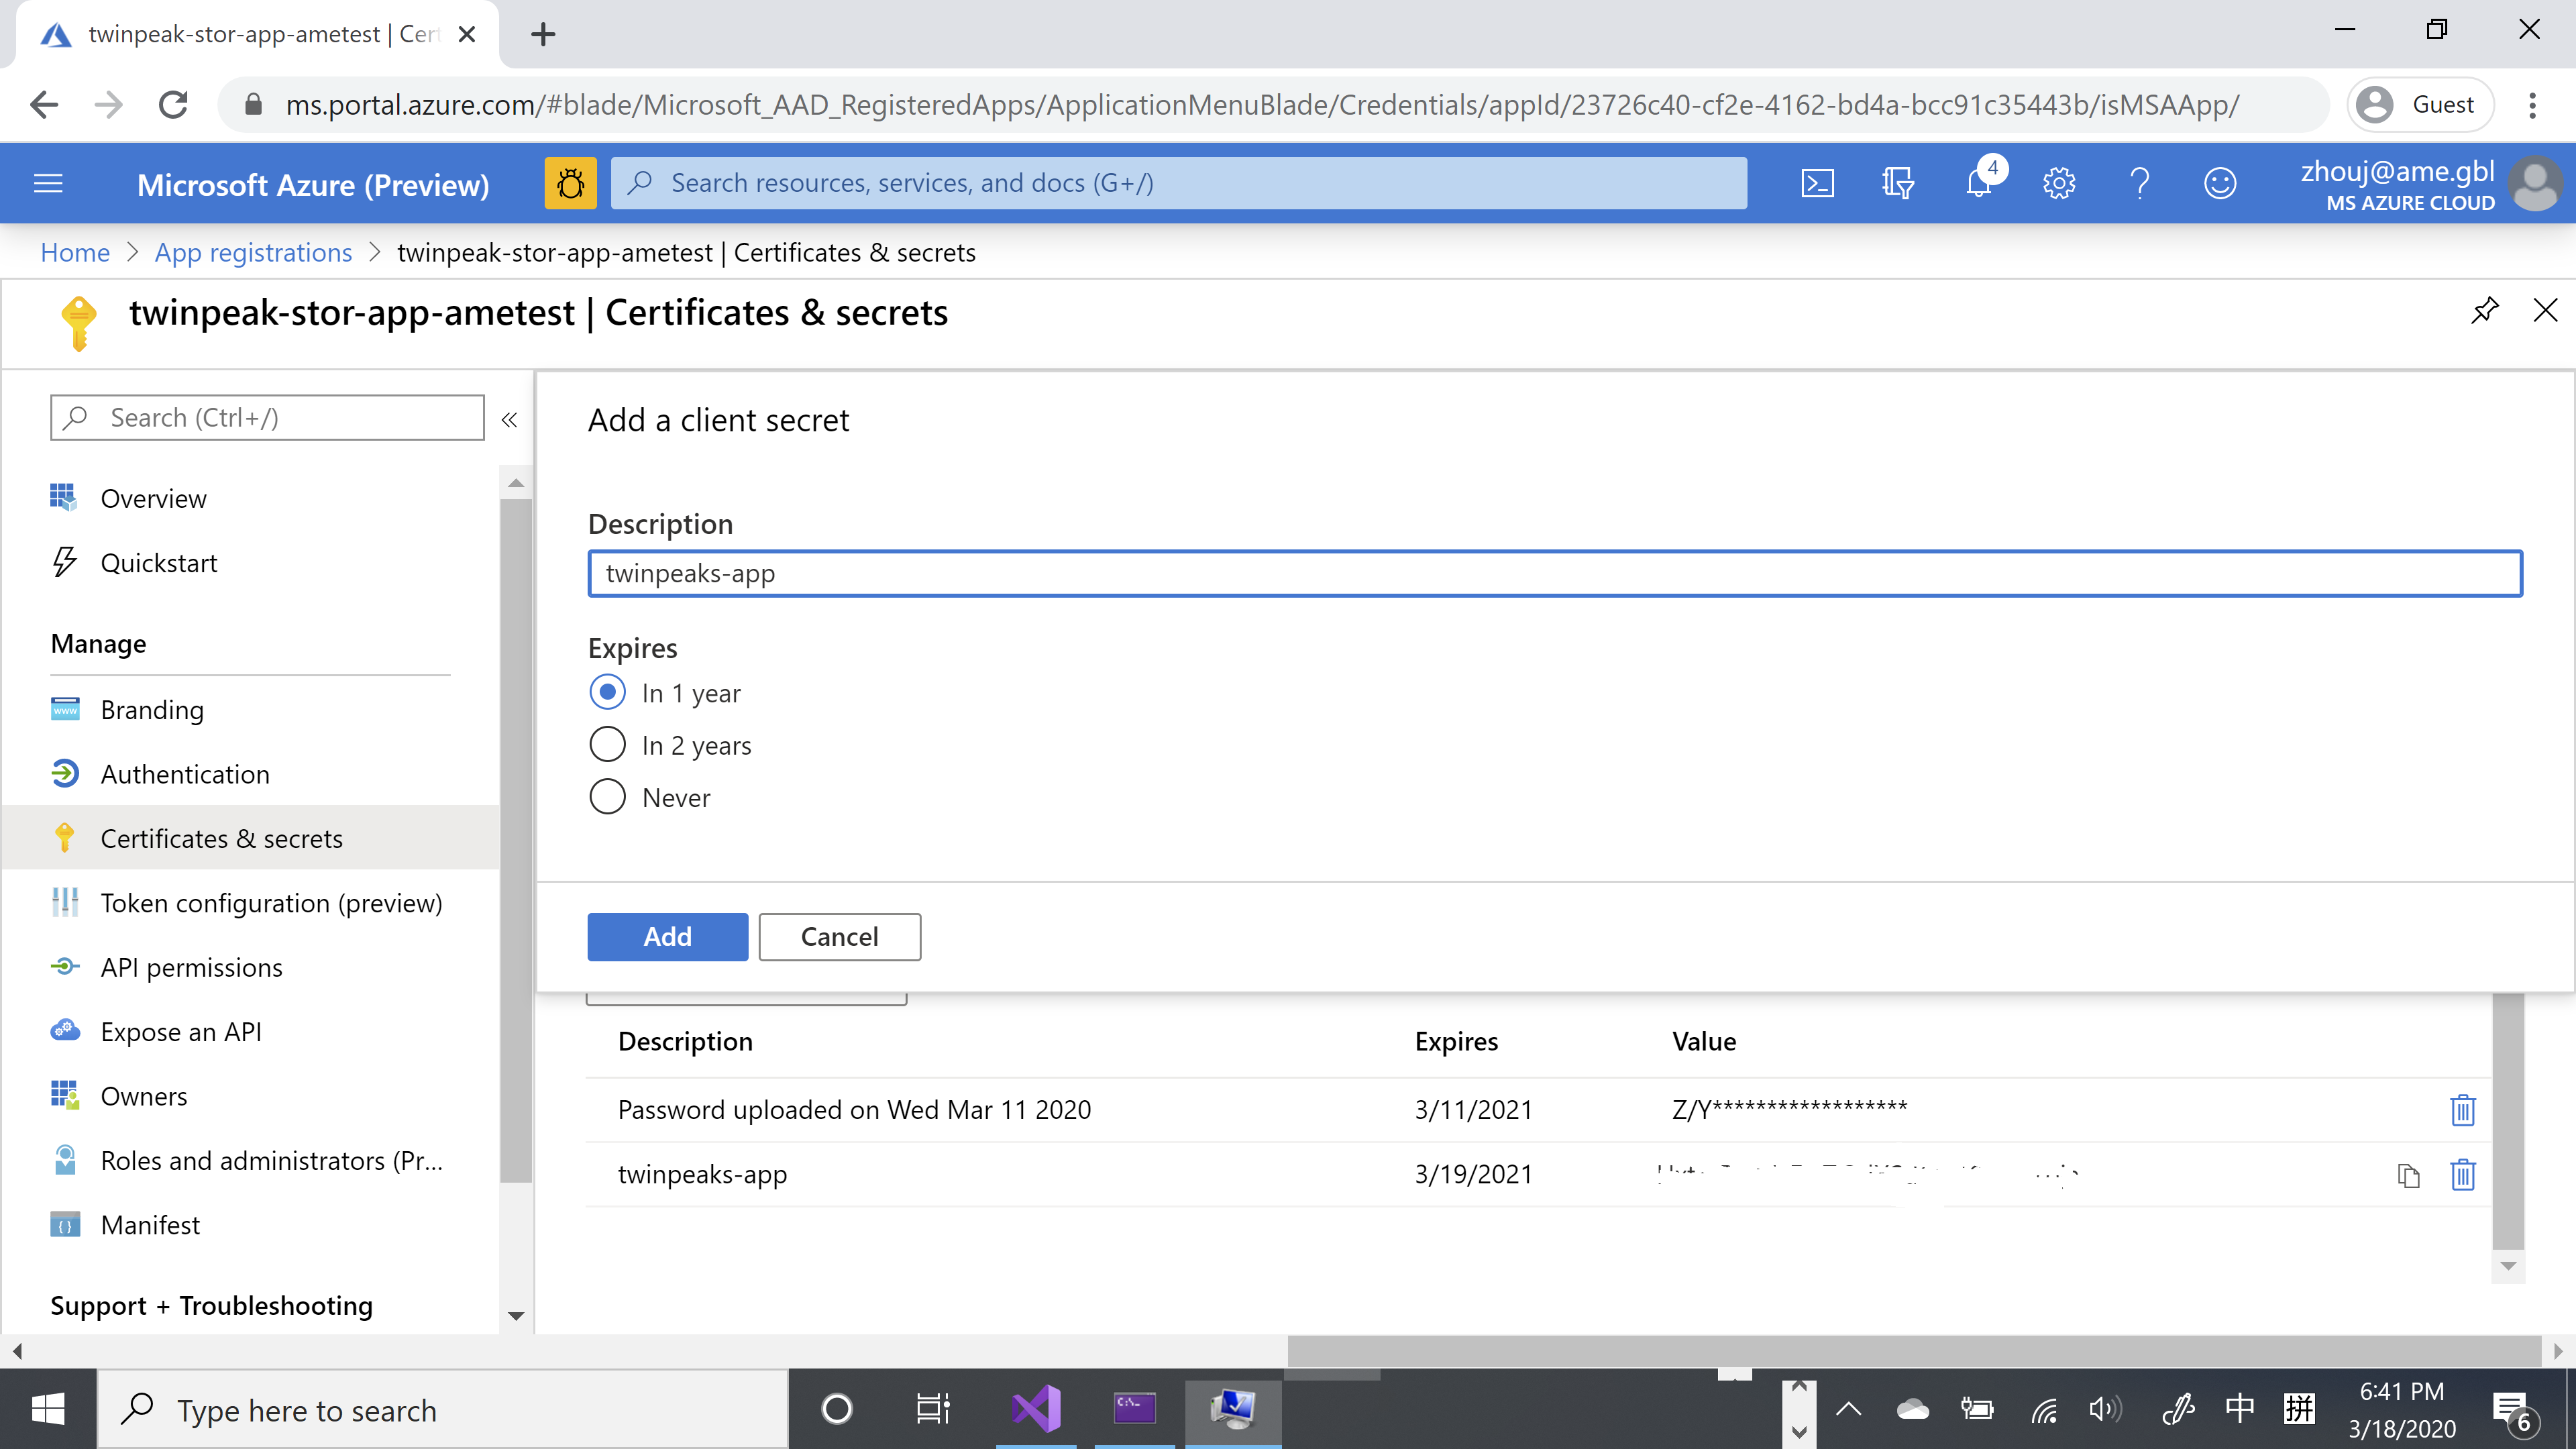 twinpeak-stor-app-ametest | Cert
ms.portal.azure.com/#blade/Microsoft_AAD_RegisteredApps/ApplicationMenuBlade/Credentials/appId/23726c40-cf2e-4162-bd4a-bcc91c35443b/isMSAApp/
Guest
Microsoft Azure (Preview)
Search resources, services, and docs (G+/)
4
zhouj@ame.gbl
MS AZURE CLOUD
Home > App registrations > twinpeak-stor-app-ametest | Certificates & secrets
twinpeak-stor-app-ametest | Certificates & secrets
Search (Ctrl+/)
Overview
Quickstart
Manage
Branding
Authentication
Certificates & secrets
Token configuration (preview)
API permissions
Expose an API
Owners
Roles and administrators (Pr...
Manifest
Support + Troubleshooting
Add a client secret
Description
twinpeaks-app
Expires
In 1 year
In 2 years
Never
Add
Cancel
Description Expires Value
Password uploaded on Wed Mar 11 2020 3/11/2021 Z/Y******************
twinpeaks-app 3/19/2021
Type here to search
中
拼
6:41 PM
3/18/2020
6